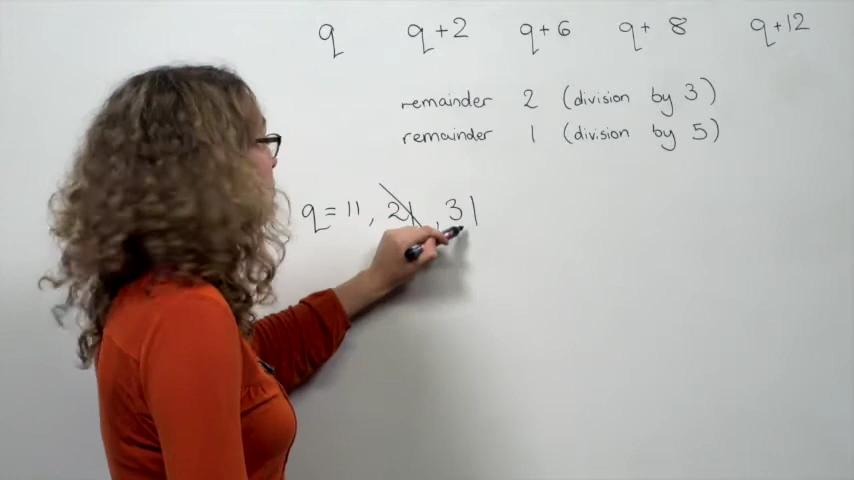 q q+2 q+6 q+ 8 q+12
remainder 2 (division by 3)
remainder 1 (division by 5)
q = 11, 21, 31